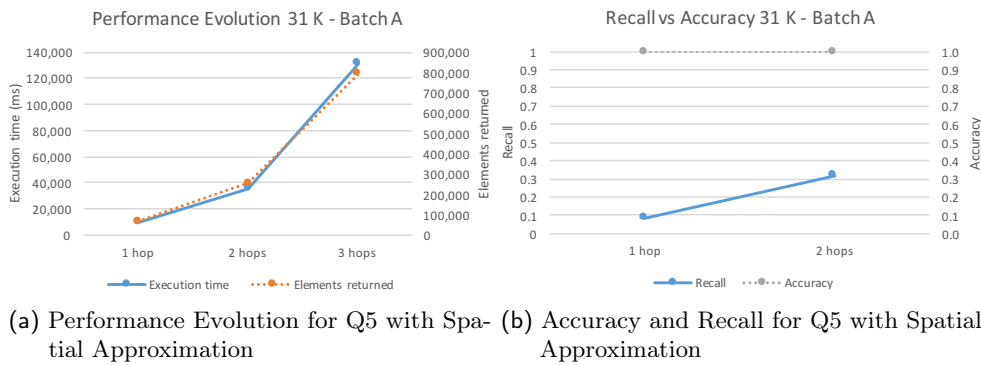 Performance Evolution 31 K - Batch A
Execution time (ms)
140,000
120,000
100,000
80,000
60,000
40,000
20,000
0
900,000
800,000
700,000
600,000
500,000
400,000
300,000
200,000
100,000
0
Elements returned
1 hop 2 hops 3 hops
Execution time Elements returned
(a) Performance Evolution for Q5 with Spa-
tial Approximation
Recall vs Accuracy 31 K - Batch A
Recall
1
0.9
0.8
0.7
0.6
0.5
0.4
0.3
0.2
0.1
0
1.0
0.9
0.8
0.7
0.6
0.5
0.4
0.3
0.2
0.1
0.0
Accuracy
1 hop 2 hops
Recall Accuracy
(b) Accuracy and Recall for Q5 with Spatial
Approximation